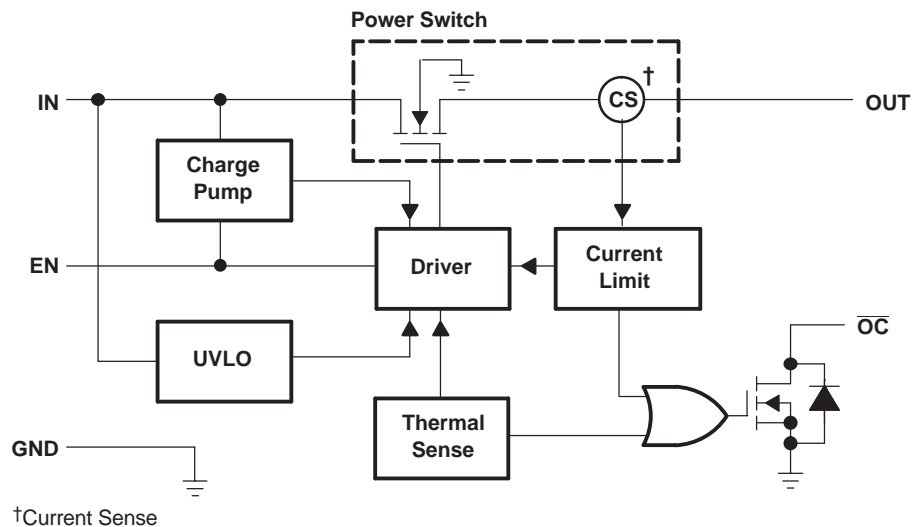 Power Switch
†
IN
CS
OUT
Charge
Pump
EN
Driver
Current
Limit
OC
UVLO
Thermal
Sense
GND
†Current Sense